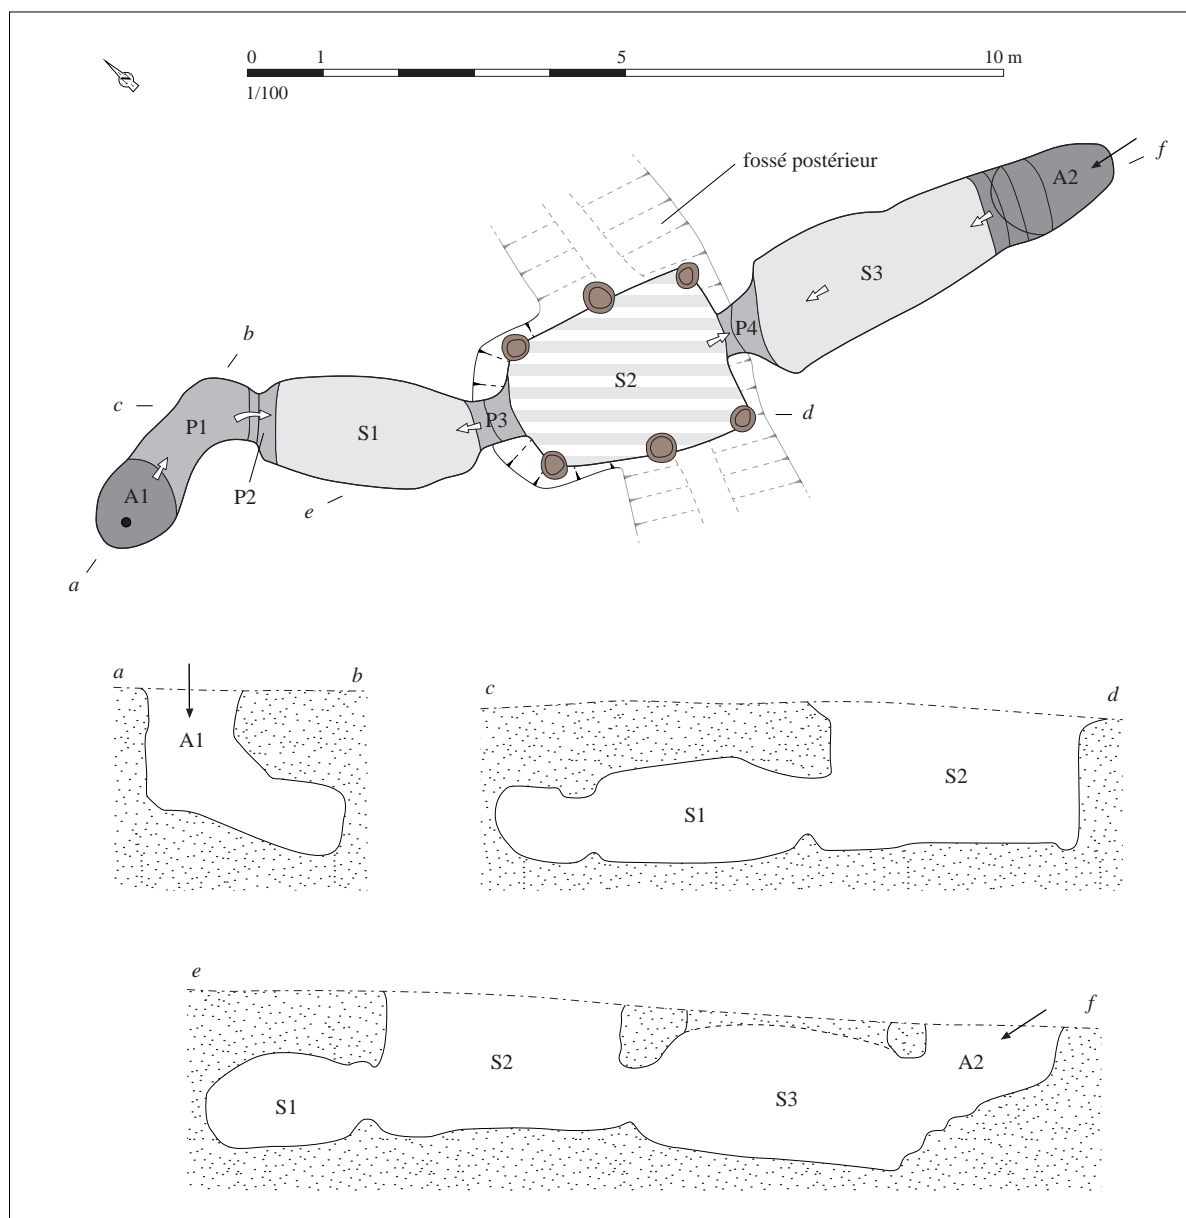 0 1 5 10 m
1/100
N
fossé postérieur
f
A2
S3
b
P4
S2
c
P1
S1
P3
d
A1
P2
e
a
a b
A1
c d
S2
S1
e f
S2
A2
S1
S3